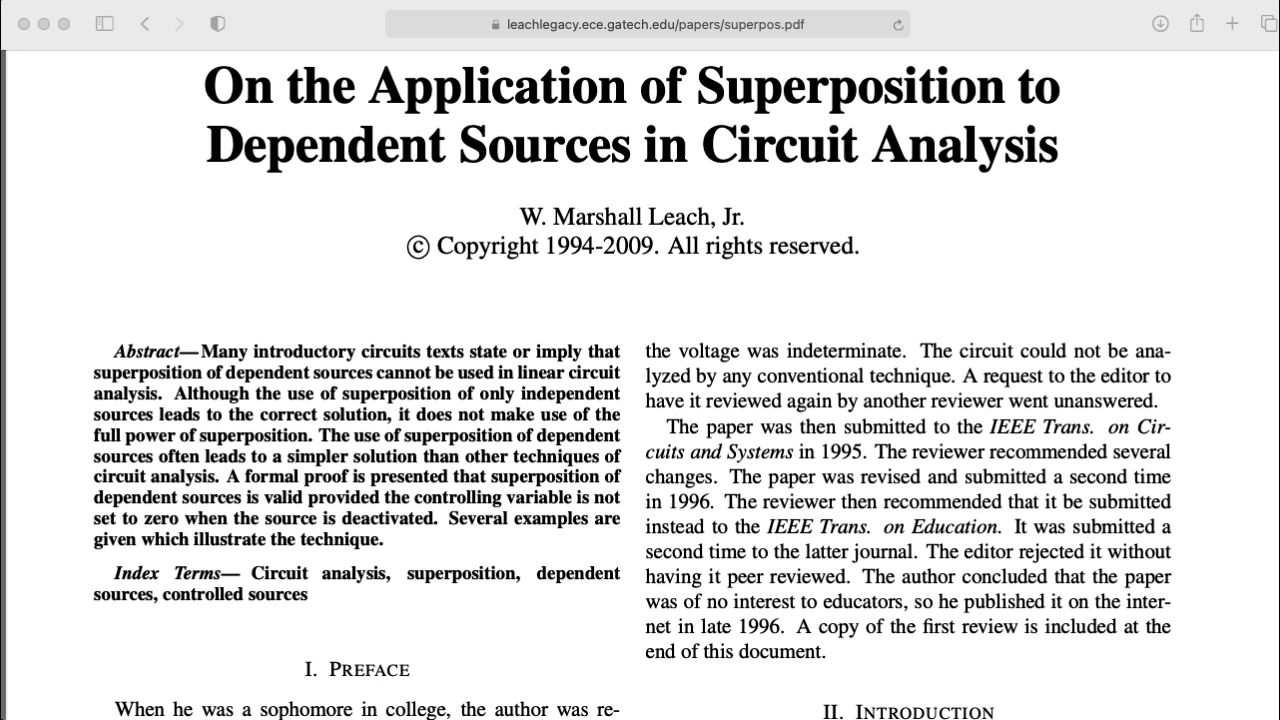 leachlegacy.ece.gatech.edu/papers/superpos.pdf
On the Application of Superposition to
Dependent Sources in Circuit Analysis
W. Marshall Leach, Jr.
© Copyright 1994-2009. All rights reserved.
Abstract—Many introductory circuits texts state or imply that
superposition of dependent sources cannot be used in linear circuit
analysis. Although the use of superposition of only independent
sources leads to the correct solution, it does not make use of the
full power of superposition. The use of superposition of dependent
sources often leads to a simpler solution than other techniques of
circuit analysis. A formal proof is presented that superposition of
dependent sources is valid provided the controlling variable is not
set to zero when the source is deactivated. Several examples are
given which illustrate the technique.
Index Terms— Circuit analysis, superposition, dependent
sources, controlled sources
I. PREFACE
When he was a sophomore in college, the author was re-
the voltage was indeterminate. The circuit could not be ana-
lyzed by any conventional technique. A request to the editor to
have it reviewed again by another reviewer went unanswered.
The paper was then submitted to the IEEE Trans. on Cir-
cuits and Systems in 1995. The reviewer recommended several
changes. The paper was revised and submitted a second time
in 1996. The reviewer then recommended that it be submitted
instead to the IEEE Trans. on Education. It was submitted a
second time to the latter journal. The editor rejected it without
having it peer reviewed. The author concluded that the paper
was of no interest to educators, so he published it on the inter-
net in late 1996. A copy of the first review is included at the
end of this document.
II. INTRODUCTION